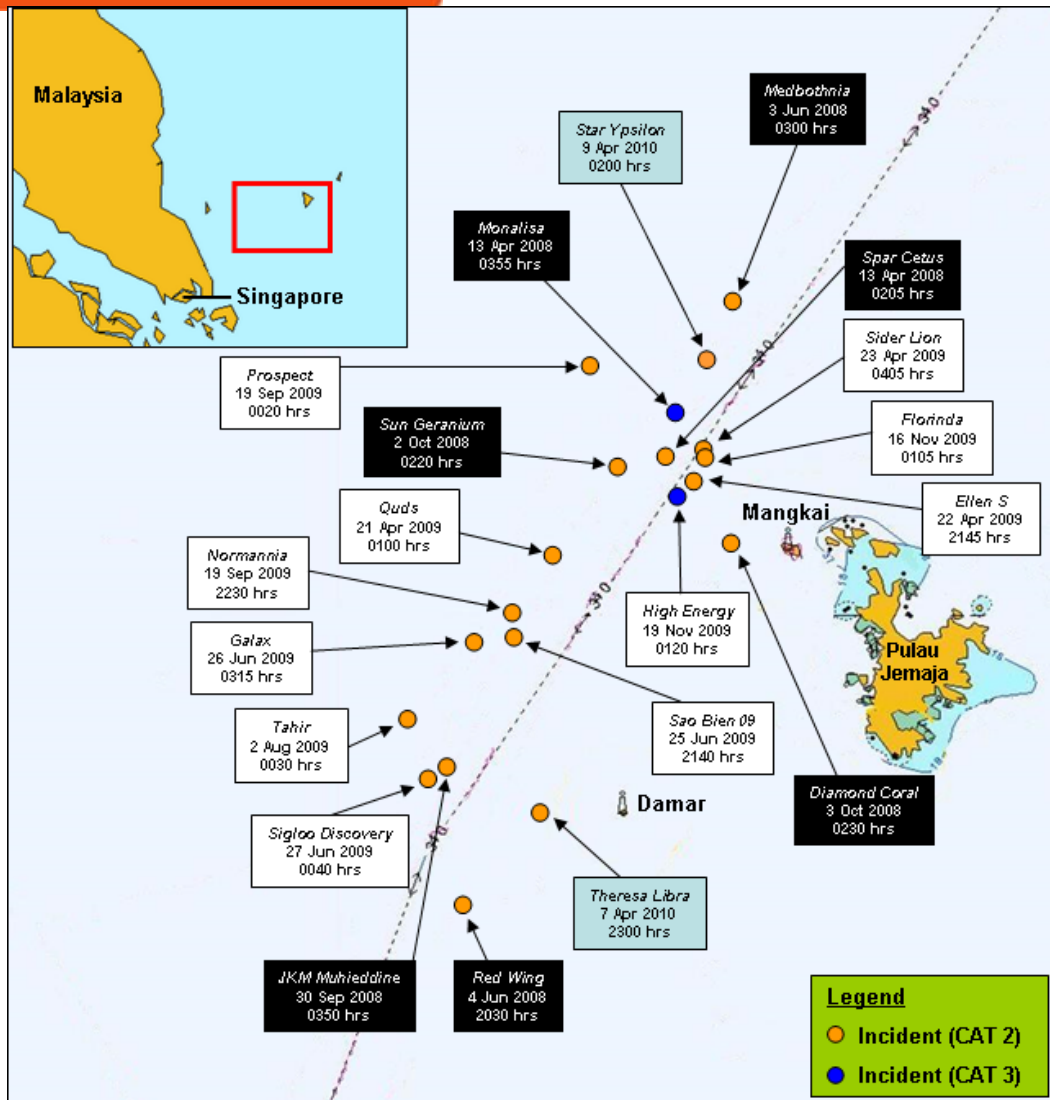 Malaysia
Singapore
Medbothnia
3 Jun 2008
0300 hrs
Star Ypsilon
9 Apr 2010
0200 hrs
Monalisa
13 Apr 2008
0355 hrs
Spar Cetus
13 Apr 2008
0205 hrs
Sider Lion
23 Apr 2009
0405 hrs
Prospect
19 Sep 2009
0020 hrs
Sun Geranium
2 Oct 2008
0220 hrs
Florinda
16 Nov 2009
0105 hrs
Ellen S
22 Apr 2009
2145 hrs
Quds
21 Apr 2009
0100 hrs
Mangkai
Normannia
19 Sep 2009
2230 hrs
High Energy
19 Nov 2009
0120 hrs
Galax
26 Jun 2009
0315 hrs
Pulau
Jemaja
Sao Bien 09
25 Jun 2009
2140 hrs
Tahir
2 Aug 2009
0030 hrs
Diamond Coral
3 Oct 2008
0230 hrs
Damar
Sigloo Discovery
27 Jun 2009
0040 hrs
Theresa Libra
7 Apr 2010
2300 hrs
JKM Muhieddine
30 Sep 2008
0350 hrs
Red Wing
4 Jun 2008
2030 hrs
Legend
Incident (CAT 2)
Incident (CAT 3)